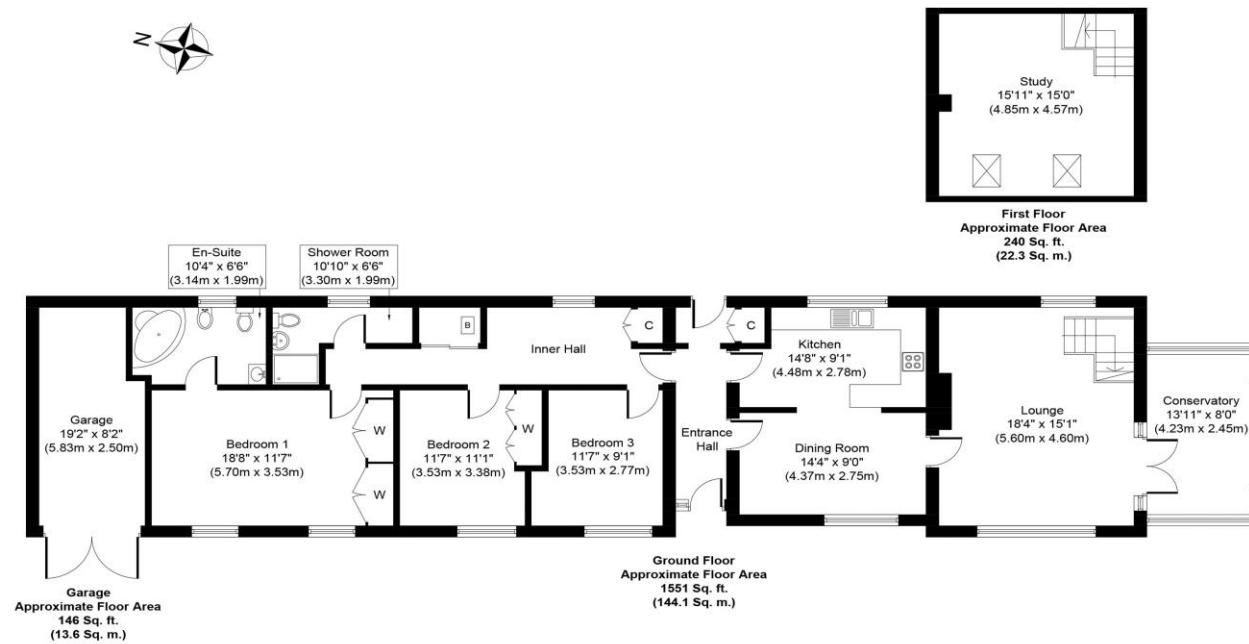 N
Study
15'11" x 15'0"
(4.85m x 4.57m)
First Floor
Approximate Floor Area
240 Sq. ft.
(22.3 Sq. m.)
En-Suite
10'4" x 6'6"
(3.14m x 1.99m)
Shower Room
10'10" x 6'6"
(3.30m x 1.99m)
B
C
C
Inner Hall
Kitchen
14'8" x 9'1"
(4.48m x 2.78m)
Garage
19'2" x 8'2"
(5.83m x 2.50m)
Bedroom 1
18'8" x 11'7"
(5.70m x 3.53m)
W
W
Bedroom 2
11'7" x 11'1"
(3.53m x 3.38m)
W
Bedroom 3
11'7" x 9'1"
(3.53m x 2.77m)
Entrance
Hall
Dining Room
14'4" x 9'0"
(4.37m x 2.75m)
Lounge
18'4" x 15'1"
(5.60m x 4.60m)
Conservatory
13'11" x 8'0"
(4.23m x 2.45m)
Ground Floor
Approximate Floor Area
1551 Sq. ft.
(144.1 Sq. m.)
Garage
Approximate Floor Area
146 Sq. ft.
(13.6 Sq. m.)